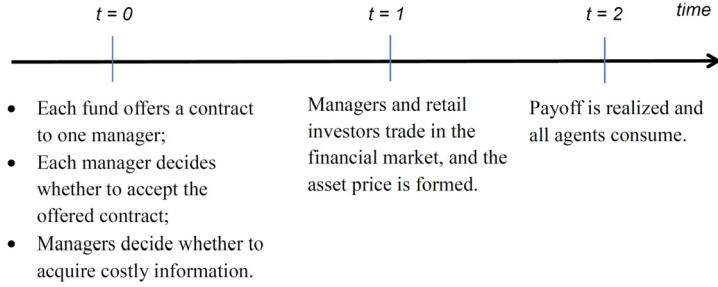 t = 0
t = 1
t = 2
time
• Each fund offers a contract
to one manager;
• Each manager decides
whether to accept the
offered contract;
• Managers decide whether to
acquire costly information.
Managers and retail
investors trade in the
financial market, and the
asset price is formed.
Payoff is realized and
all agents consume.